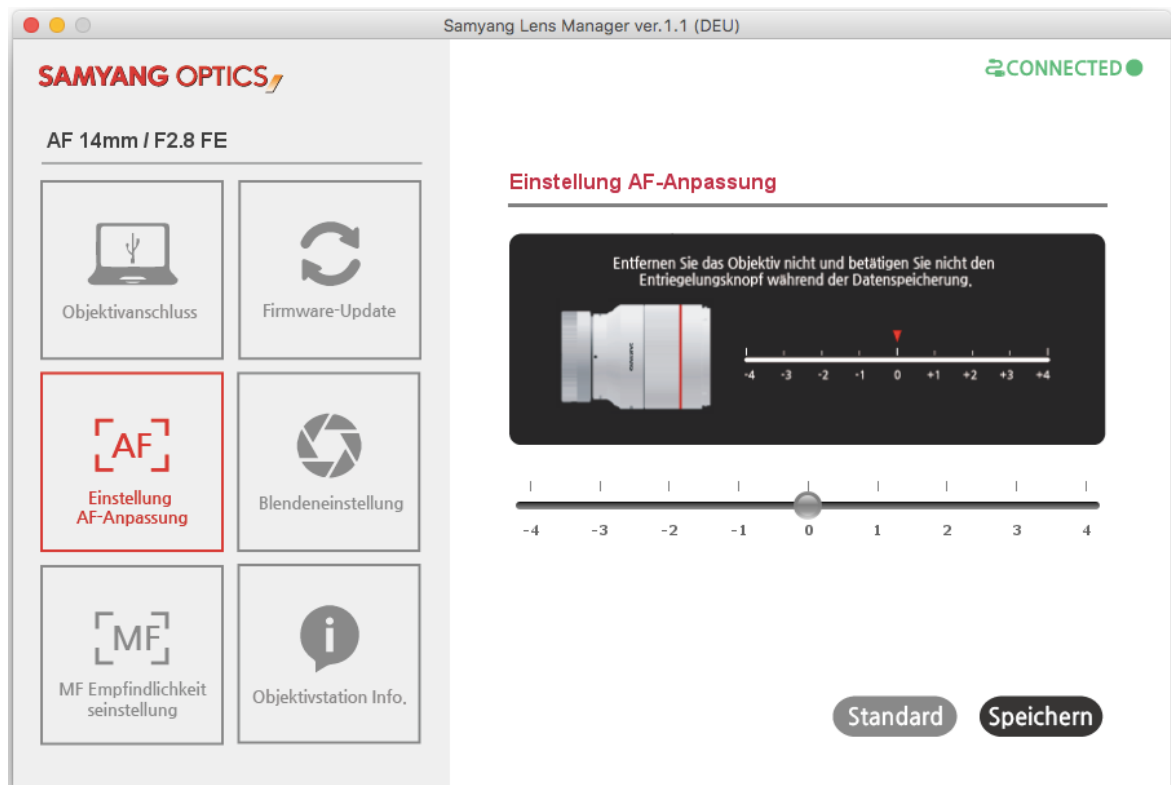 Samyang Lens Manager ver.1.1 (DEU)
SAMYANG OPTICS
CONNECTED
AF 14mm / F2.8 FE
Objektivanschluss
Firmware-Update
AF
Einstellung
AF-Anpassung
Blendeneinstellung
MF
MF Empfindlichkeit
seinstellung
i
Objektivstation Info.
Einstellung AF-Anpassung
Entfernen Sie das Objektiv nicht und betätigen Sie nicht den
Entriegelungsknopf während der Datenspeicherung.
SAMYANG
-4 -3 -2 -1 0 +1 +2 +3 +4
-4 -3 -2 -1 0 1 2 3 4
Standard
Speichern